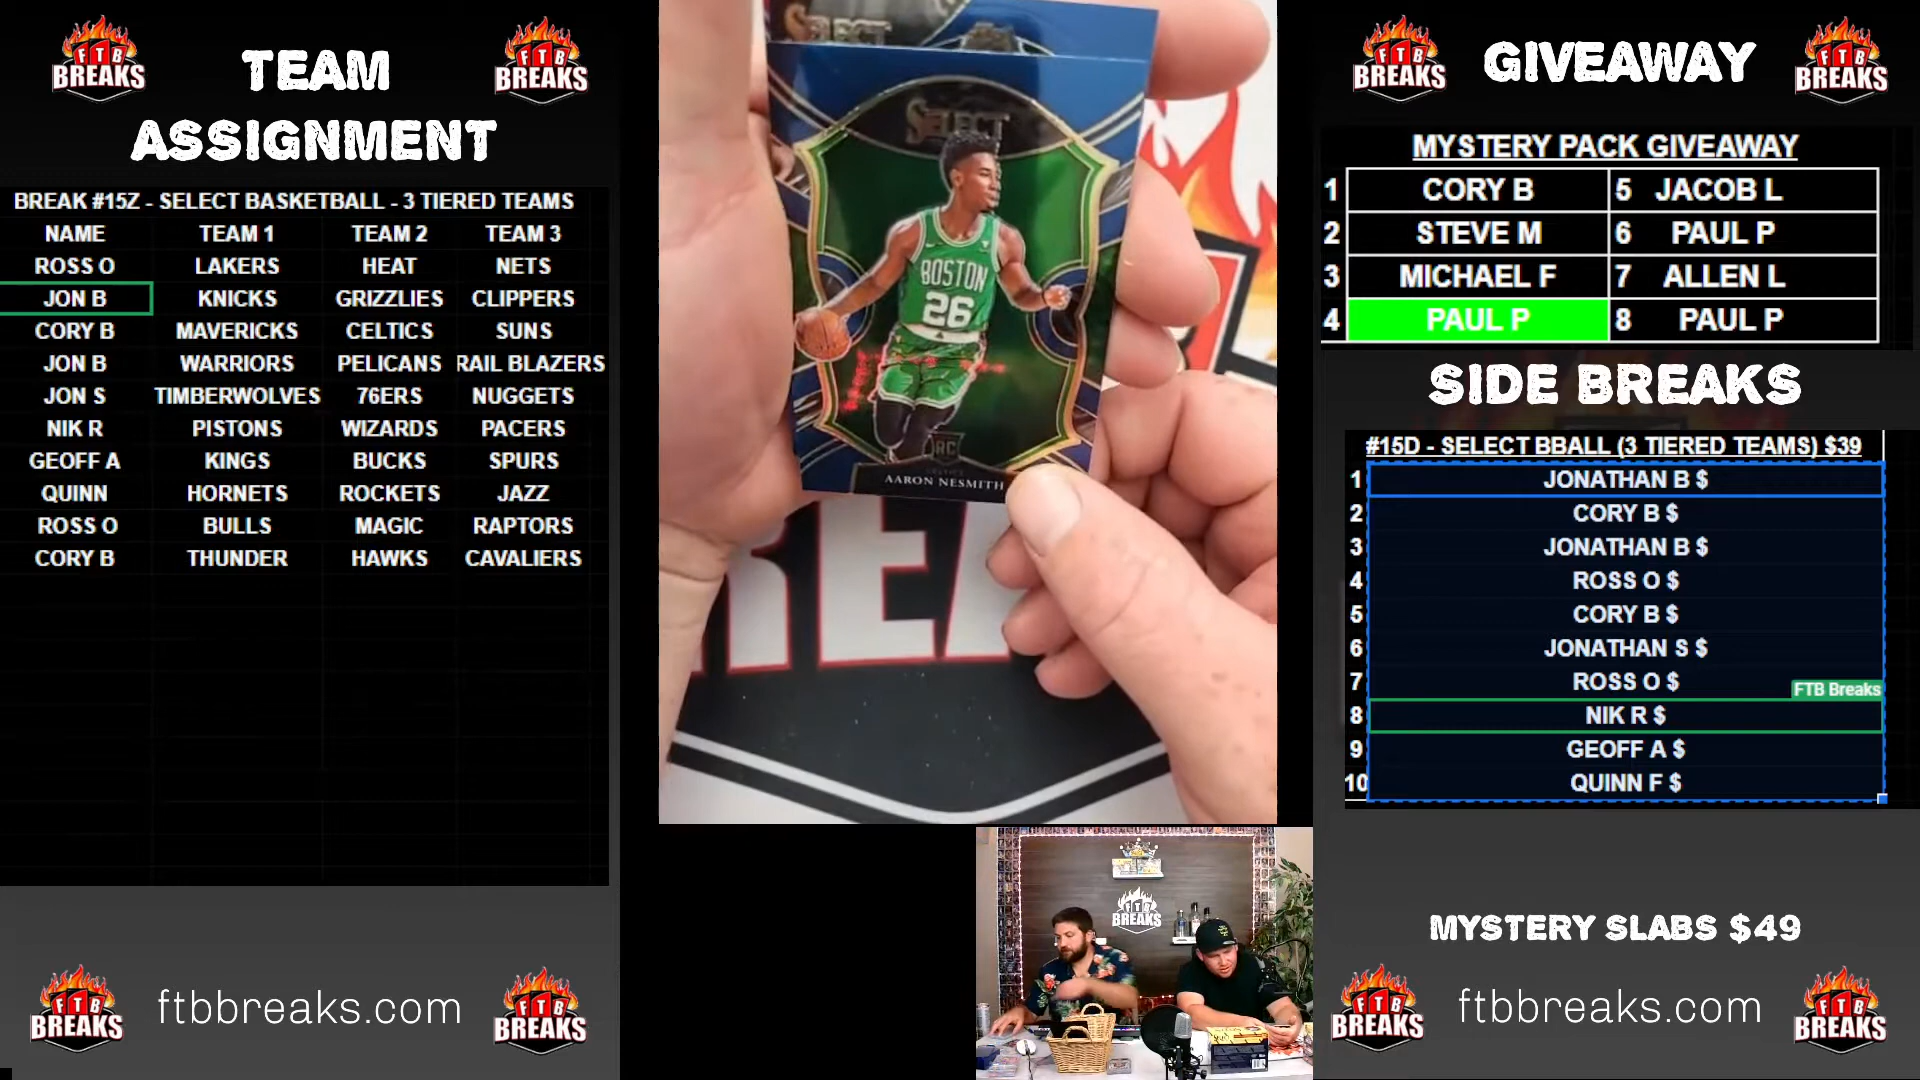 FTB
BREAKS
TEAM
ASSIGNMENT
FTB
BREAKS
BREAK #15Z - SELECT BASKETBALL - 3 TIERED TEAMS
NAME TEAM 1 TEAM 2 TEAM 3
ROSS O LAKERS HEAT NETS
JON B KNICKS GRIZZLIES CLIPPERS
CORY B MAVERICKS CELTICS SUNS
JON B WARRIORS PELICANS RAIL BLAZERS
JON S TIMBERWOLVES 76ERS NUGGETS
NIK R PISTONS WIZARDS PACERS
GEOFF A KINGS BUCKS SPURS
QUINN HORNETS ROCKETS JAZZ
ROSS O BULLS MAGIC RAPTORS
CORY B THUNDER HAWKS CAVALIERS
FTB
BREAKS
ftbbreaks.com
FTB
BREAKS
SELECT
SELECT
BOSTON
26
RC
AARON NESMITH
REA
FTB
BREAKS
FTB
BREAKS
GIVEAWAY
FTB
BREAKS
MYSTERY PACK GIVEAWAY
1 CORY B 5 JACOB L
2 STEVE M 6 PAUL P
3 MICHAEL F 7 ALLEN L
4 PAUL P 8 PAUL P
SIDE BREAKS
#15D - SELECT BBALL (3 TIERED TEAMS) $39
1 JONATHAN B $
2 CORY B $
3 JONATHAN B $
4 ROSS O $
5 CORY B $
6 JONATHAN S $
7 ROSS O $
FTB Breaks
8 NIK R $
9 GEOFF A $
10 QUINN F $
MYSTERY SLABS $49
FTB
BREAKS
ftbbreaks.com
FTB
BREAKS